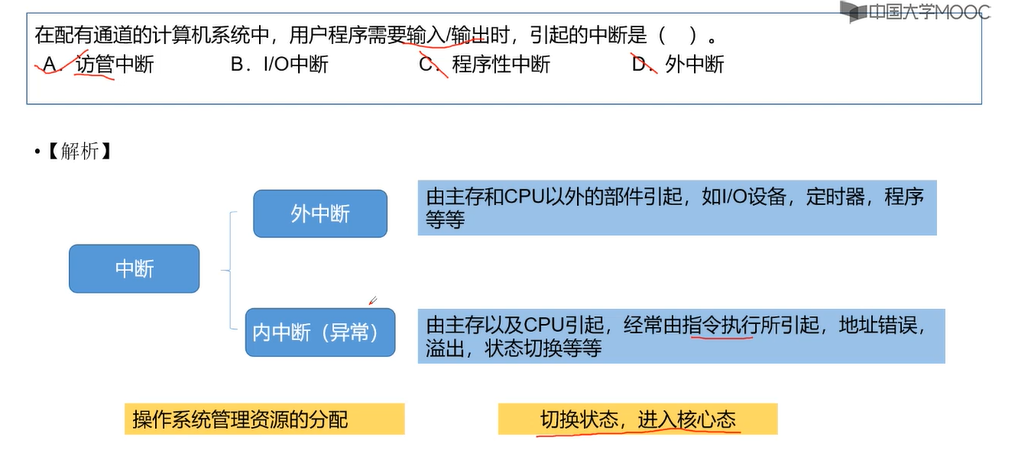 中国大学MOOC
在配有通道的计算机系统中，用户程序需要输入/输出时，引起的中断是（　）。
A．访管中断　B．I/O中断　C．程序性中断　D．外中断
•【解析】
外中断
由主存和CPU以外的部件引起，如I/O设备，定时器，程序
等等
中断
内中断（异常）
由主存以及CPU引起，经常由指令执行所引起，地址错误，
溢出，状态切换等等
操作系统管理资源的分配
切换状态，进入核心态